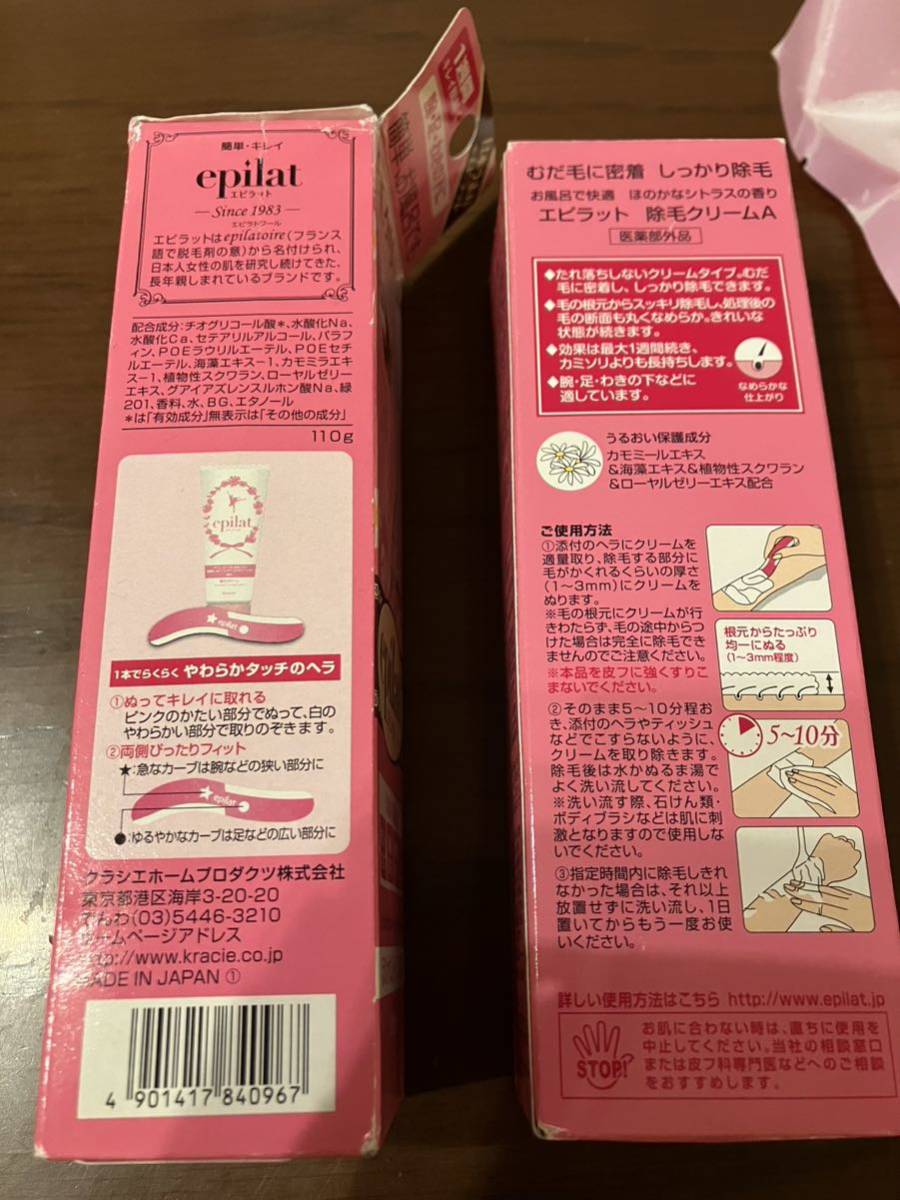 簡単・キレイ
epilat
エピラット
—Since 1983—
エピラトワール
エピラットはepilatoire(フランス
語で脱毛剤の意)から名付けられ、
日本人女性の肌を研究し続けてきた、
長年親しまれているブランドです。
配合成分:チオグリコール酸*、水酸化Na、
水酸化Ca、セテアリルアルコール、パラフ
ィン、POEラウリルエーテル、POEセチ
ルエーテル、海藻エキス-1、カモミラエキ
ス-1、植物性スクワラン、ローヤルゼリー
エキス、グアイアズレンスルホン酸Na、緑
201、香料、水、BG、エタノール
*は「有効成分」無表示は「その他の成分」
110g
epilat
epilat
1本でらくらく やわらかタッチのヘラ
①ぬってキレイに取れる
ピンクのかたい部分でぬって、白の
やわらかい部分で取りのぞきます。
②両側ぴったりフィット
★:急なカーブは腕などの狭い部分に
epilat
●:ゆるやかなカーブは足などの広い部分に
クラシエホームプロダクツ株式会社
東京都港区海岸3-20-20
でんわ(03)5446-3210
ホームページアドレス
http://www.kracie.co.jp
MADE IN JAPAN ①
4 901417 840967
むだ毛に密着 しっかり除毛
お風呂で快適 ほのかなシトラスの香り
エピラット 除毛クリームA
医薬部外品
◆たれ落ちしないクリームタイプ。むだ
毛に密着し、しっかり除毛できます。
◆毛の根元からスッキリ除毛し、処理後の
毛の断面も丸くなめらか。きれいな
状態が続きます。
◆効果は最大1週間続き、
カミソリよりも長持ちします。
◆腕・足・わきの下などに
適しています。
なめらかな
仕上がり
うるおい保護成分
カモミールエキス
&海藻エキス&植物性スクワラン
&ローヤルゼリーエキス配合
ご使用方法
①添付のヘラにクリームを
適量取り、除毛する部分に
毛がかくれるくらいの厚さ
(1~3mm)にクリームを
ぬります。
※毛の根元にクリームが行
きわたらず、毛の途中からつ
けた場合は完全に除毛でき
ませんのでご注意ください。
※本品を皮フに強くすりこ
まないでください。
根元からたっぷり
均一にぬる
(1~3mm程度)
②そのまま5~10分程お
き、添付のヘラやティッシュ
などでこすらないように、
クリームを取り除きます。
除毛後は水かぬるま湯で
よく洗い流してください。
※洗い流す際、石けん類・
ボディブラシなどは肌に刺
激となりますので使用しな
いでください。
5~10分
③指定時間内に除毛しきれ
なかった場合は、それ以上
放置せずに洗い流し、1日
置いてからもう一度お使
いください。
詳しい使用方法はこちら http://www.epilat.jp
STOP!
お肌に合わない時は、直ちに使用を
中止してください。当社の相談窓口
または皮フ科専門医などへのご相談
をおすすめします。